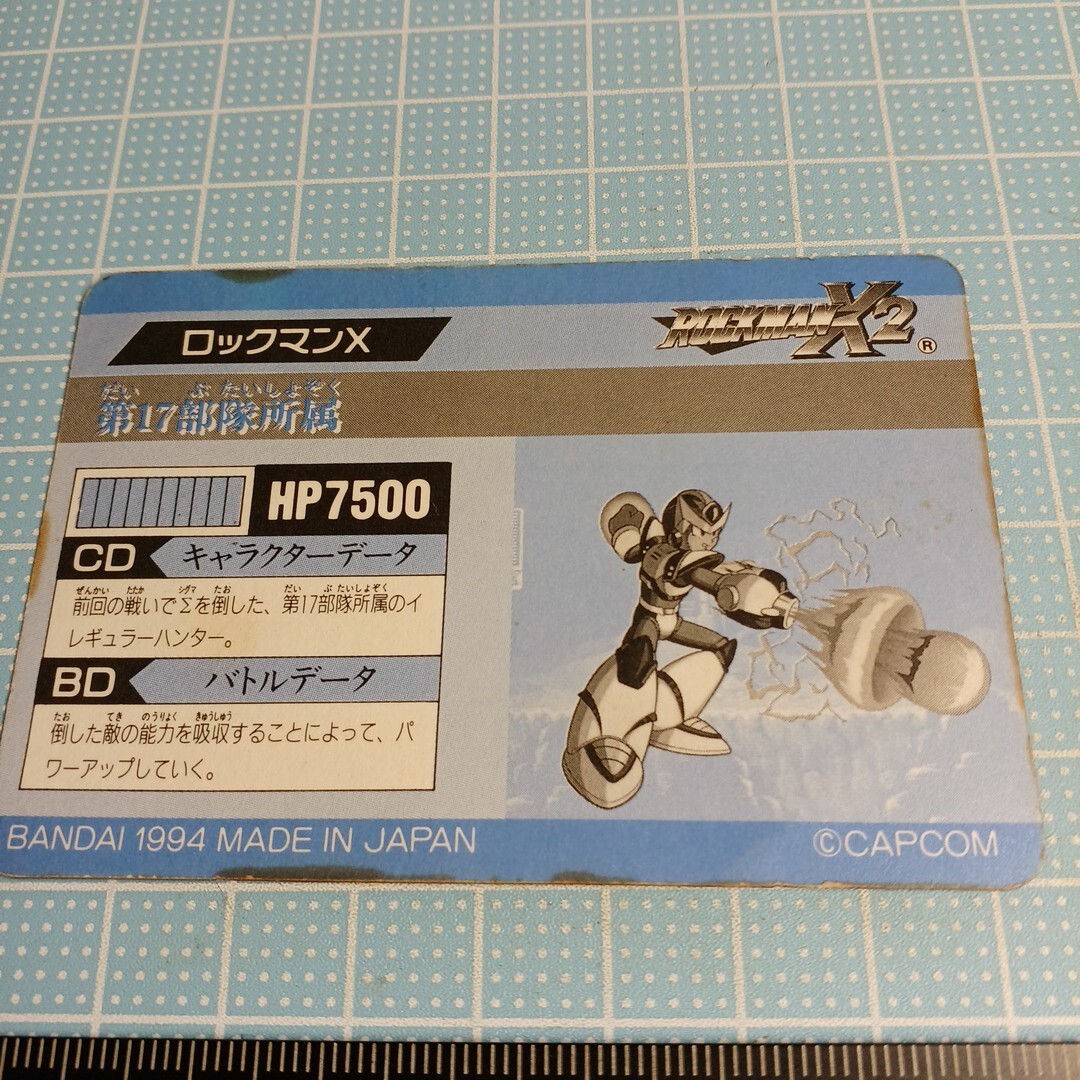 ロックマンX
ROCKMAN X2 ®
だい ぶたいしょぞく
第17部隊所属
HP7500
CD キャラクターデータ
ぜんかい たたか シグマ たお だい ぶたいしょぞく
前回の戦いでΣを倒した、第17部隊所属のイ
レギュラーハンター。
BD バトルデータ
たお てき のうりょく きゅうしゅう
倒した敵の能力を吸収することによって、パ
ワーアップしていく。
BANDAI 1994 MADE IN JAPAN
©CAPCOM